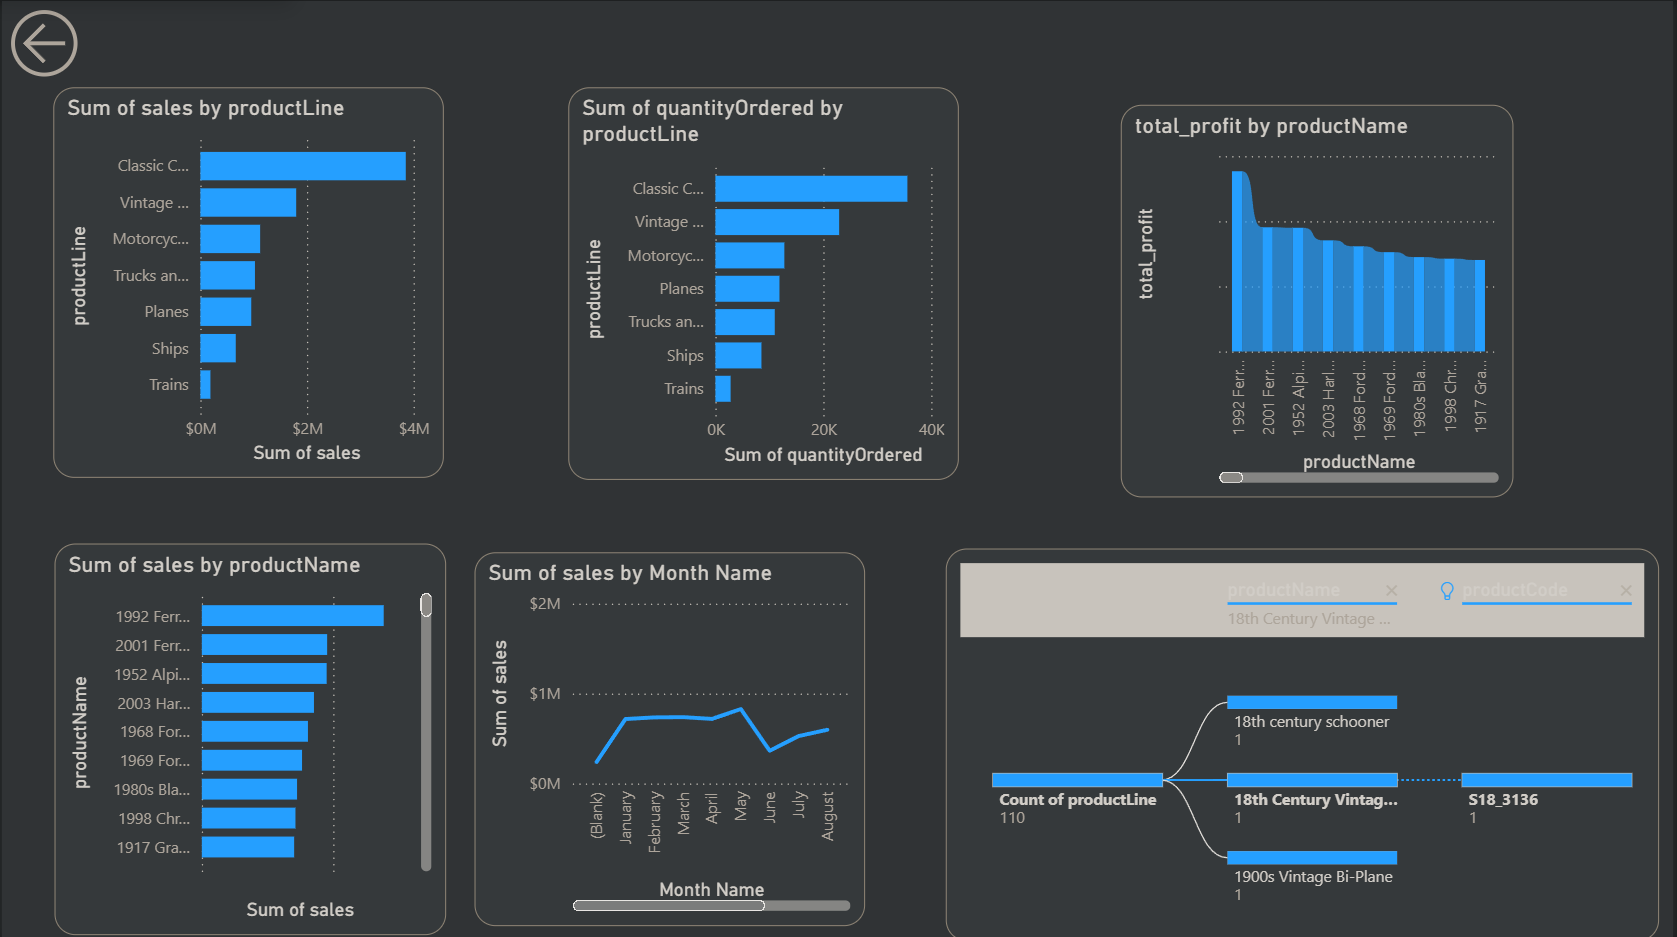 Sum of sales by productLine
productLine
Classic C...
Vintage ...
Motorcyc...
Trucks an...
Planes
Ships
Trains
$0M $2M $4M
Sum of sales
Sum of quantityOrdered by
productLine
productLine
Classic C...
Vintage ...
Motorcyc...
Planes
Trucks an...
Ships
Trains
0K 20K 40K
Sum of quantityOrdered
total_profit by productName
total_profit
1992 Ferr...
2001 Ferr...
1952 Alpi...
2003 Harl...
1968 Ford...
1969 Ford...
1980s Bla...
1998 Chr...
1917 Gra...
productName
Sum of sales by productName
productName
1992 Ferr...
2001 Ferr...
1952 Alpi...
2003 Har...
1968 For...
1969 For...
1980s Bla...
1998 Chr...
1917 Gra...
Sum of sales
Sum of sales by Month Name
Sum of sales
$2M
$1M
$0M
(Blank)
January
February
March
April
May
June
July
August
Month Name
productName
18th Century Vintage ...
productCode
18th century schooner
1
Count of productLine
110
18th Century Vintag...
1
S18_3136
1
1900s Vintage Bi-Plane
1